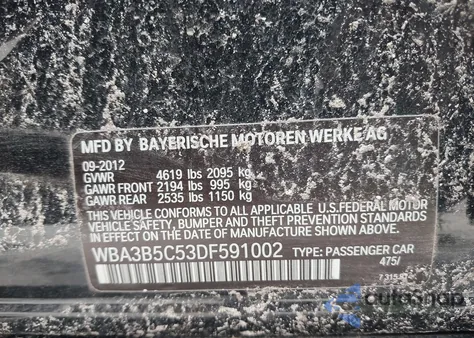 MFD BY BAYERISCHE MOTOREN WERKE AG
09-2012
GVWR 4619 lbs 2095 kg
GAWR FRONT 2194 lbs 995 kg
GAWR REAR 2535 lbs 1150 kg
THIS VEHICLE CONFORMS TO ALL APPLICABLE U.S.FEDERAL MOTOR
VEHICLE SAFETY, BUMPER AND THEFT PREVENTION STANDARDS
IN EFFECT ON THE DATE OF MANUFACTURE SHOWN ABOVE.
WBA3B5C53DF591002 TYPE: PASSENGER CAR
475/